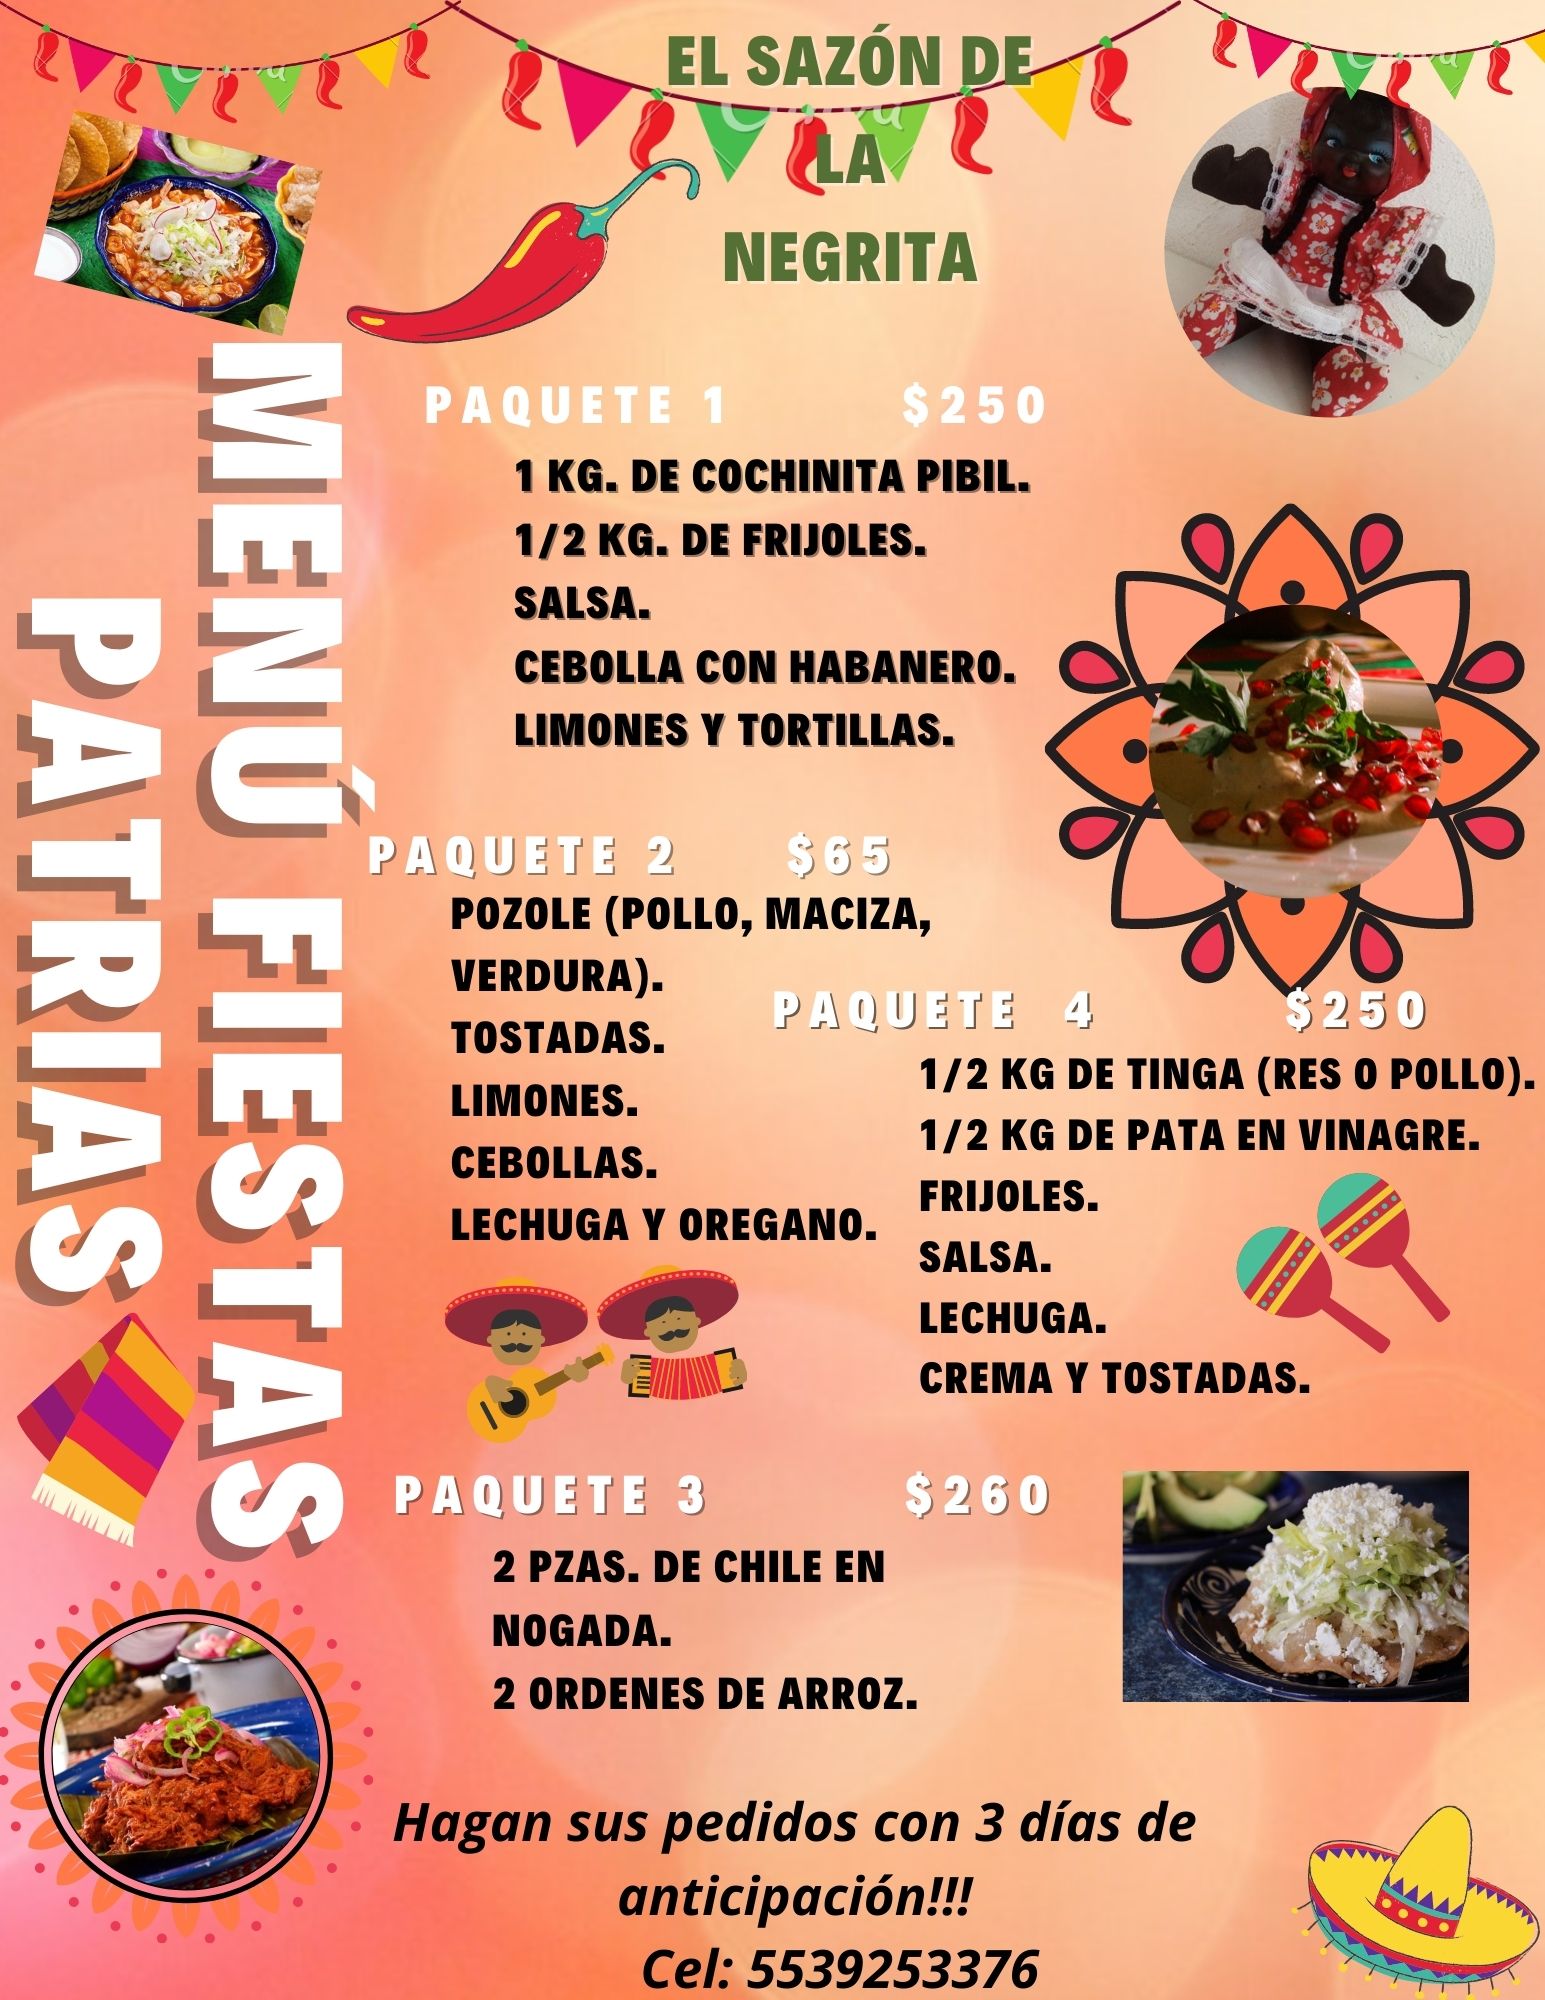 EL SAZÓN DE
LA
NEGRITA
MENÚ FIESTAS
PATRIAS
PAQUETE 1 $250
1 KG. DE COCHINITA PIBIL.
1/2 KG. DE FRIJOLES.
SALSA.
CEBOLLA CON HABANERO.
LIMONES Y TORTILLAS.
PAQUETE 2 $65
POZOLE (POLLO, MACIZA,
VERDURA).
TOSTADAS.
LIMONES.
CEBOLLAS.
LECHUGA Y OREGANO.
PAQUETE 4 $250
1/2 KG DE TINGA (RES O POLLO).
1/2 KG DE PATA EN VINAGRE.
FRIJOLES.
SALSA.
LECHUGA.
CREMA Y TOSTADAS.
PAQUETE 3 $260
2 PZAS. DE CHILE EN
NOGADA.
2 ORDENES DE ARROZ.
Hagan sus pedidos con 3 días de
anticipación!!!
Cel: 5539253376